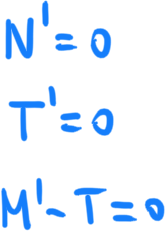 N' = 0
T' = 0
M' - T = 0